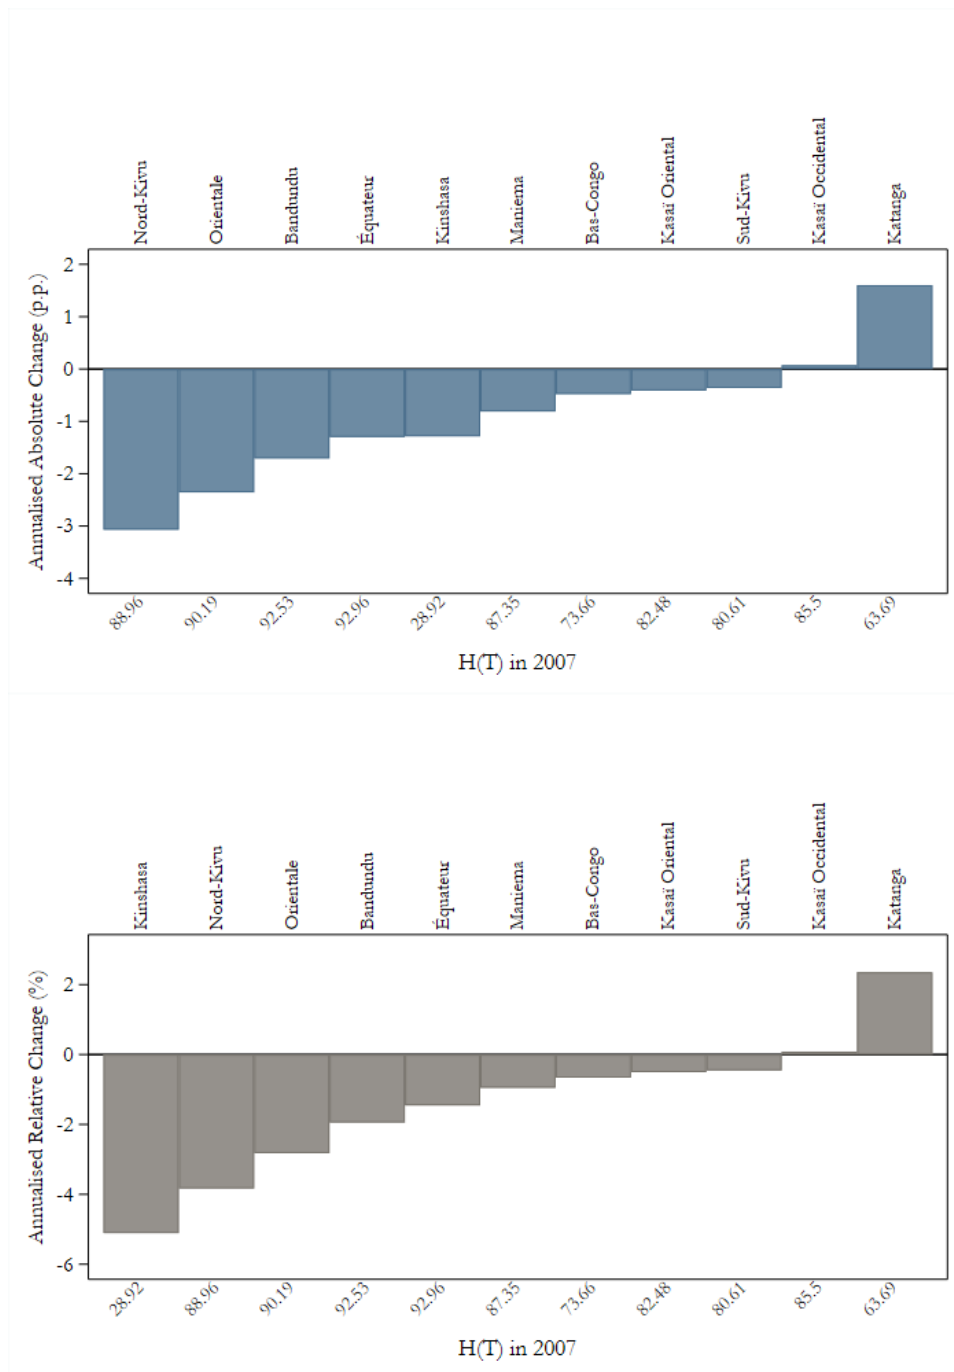 Nord-Kivu
Orientale
Bandundu
Équateur
Kinshasa
Maniema
Bas-Congo
Kasaï Oriental
Sud-Kivu
Kasaï Occidental
Katanga
Annualised Absolute Change (p.p.)
2
1
0
-1
-2
-3
-4
88.96
90.19
92.53
92.96
28.92
87.35
73.66
82.48
80.61
85.5
63.69
H(T) in 2007
Kinshasa
Nord-Kivu
Orientale
Bandundu
Équateur
Maniema
Bas-Congo
Kasaï Oriental
Sud-Kivu
Kasaï Occidental
Katanga
Annualised Relative Change (%)
2
0
-2
-4
-6
28.92
88.96
90.19
92.53
92.96
87.35
73.66
82.48
80.61
85.5
63.69
H(T) in 2007